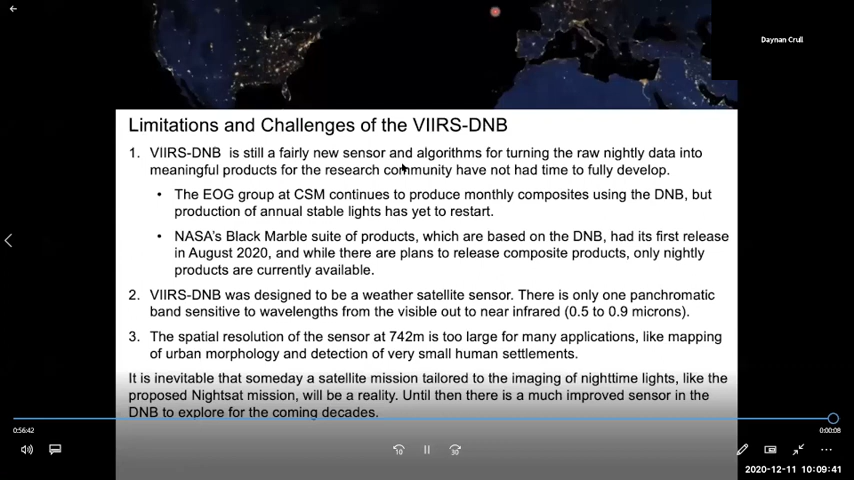 Daynan Crull
Limitations and Challenges of the VIIRS-DNB
1. VIIRS-DNB is still a fairly new sensor and algorithms for turning the raw nightly data into
meaningful products for the research community have not had time to fully develop.
• The EOG group at CSM continues to produce monthly composites using the DNB, but
production of annual stable lights has yet to restart.
• NASA's Black Marble suite of products, which are based on the DNB, had its first release
in August 2020, and while there are plans to release composite products, only nightly
products are currently available.
2. VIIRS-DNB was designed to be a weather satellite sensor. There is only one panchromatic
band sensitive to wavelengths from the visible out to near infrared (0.5 to 0.9 microns).
3. The spatial resolution of the sensor at 742m is too large for many applications, like mapping
of urban morphology and detection of very small human settlements.
It is inevitable that someday a satellite mission tailored to the imaging of nighttime lights, like the
proposed Nightsat mission, will be a reality. Until then there is a much improved sensor in the
DNB to explore for the coming decades.
0:56:42
0:00:08
10
30
2020-12-11 10:09:41